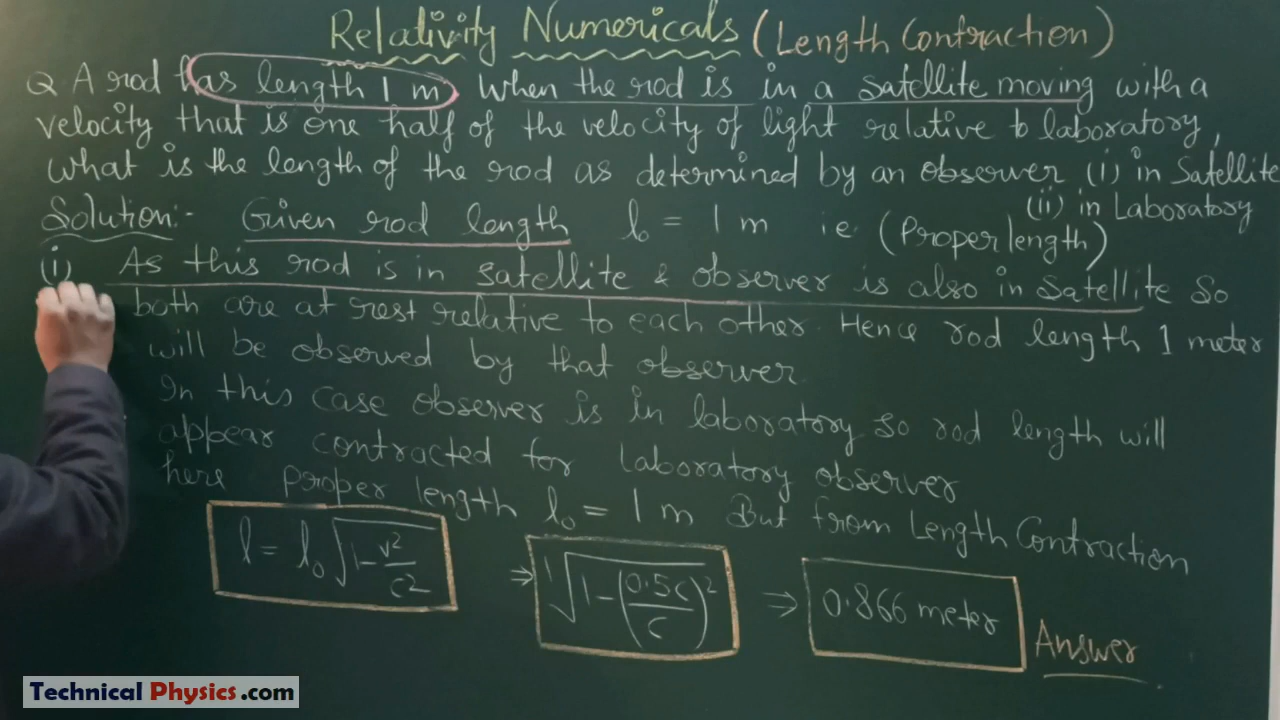 Relativity Numericals (Length Contraction)
Q A rod has length 1 m When the rod is in a satellite moving with a
velocity that is one half of the velocity of light relative to laboratory,
what is the length of the rod as determined by an observer (i) in Satellite
(ii) in Laboratory
Solution:- Given rod length l₀ = 1 m i.e. (Proper length)
(i) As this rod is in satellite & observer is also in satellite so
both are at rest relative to each other. Hence rod length 1 meter
will be observed by that observer.
In this case observer is in laboratory so rod length will
appear contracted for laboratory observer
here proper length l₀ = 1 m But from Length Contraction
l = l₀ √(1-v²/c²) ⇒ 1√(1-(0.5c/c)²) ⇒ 0.866 meter Answer
Technical Physics.com